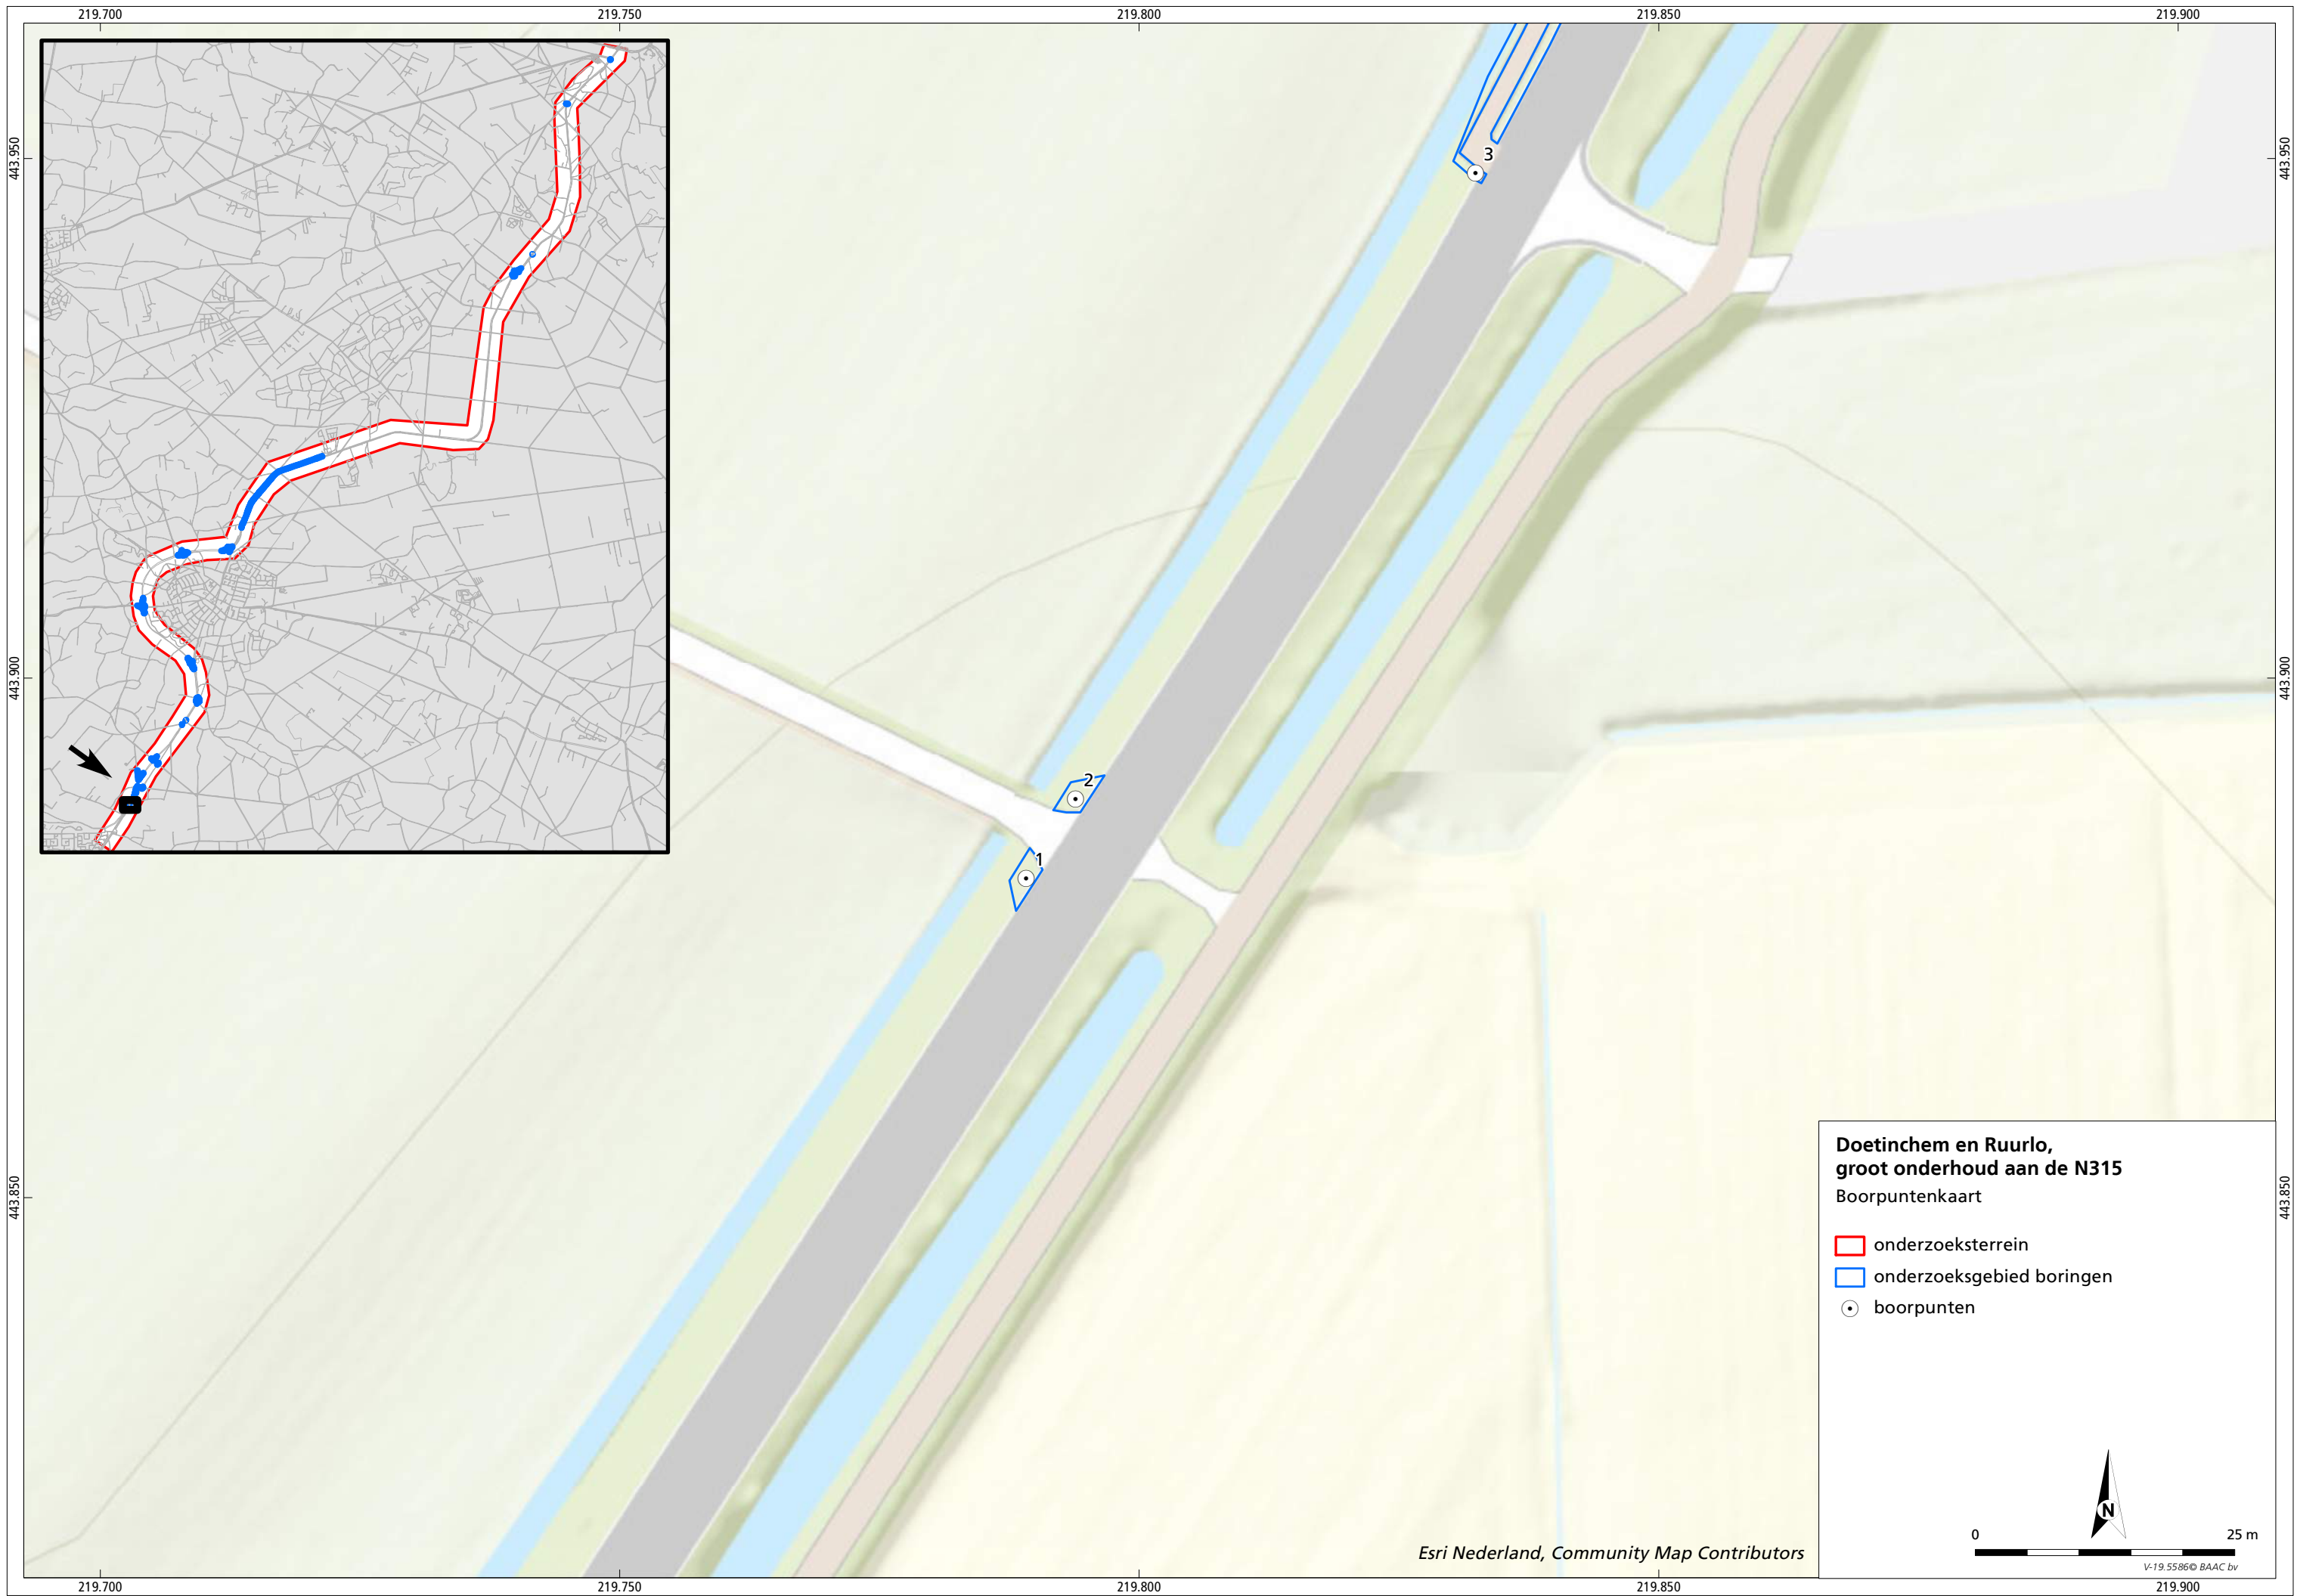 219.700 219.750 219.800 219.850 219.900
443.950 443.950
3
443.900 443.900
2
1
443.850 443.850
Doetinchem en Ruurlo,
groot onderhoud aan de N315
Boorpuntenkaart
onderzoeksterrein
onderzoeksgebied boringen
boorpunten
N
0 25 m
Esri Nederland, Community Map Contributors
V-19.5586© BAAC bv
219.700 219.750 219.800 219.850 219.900